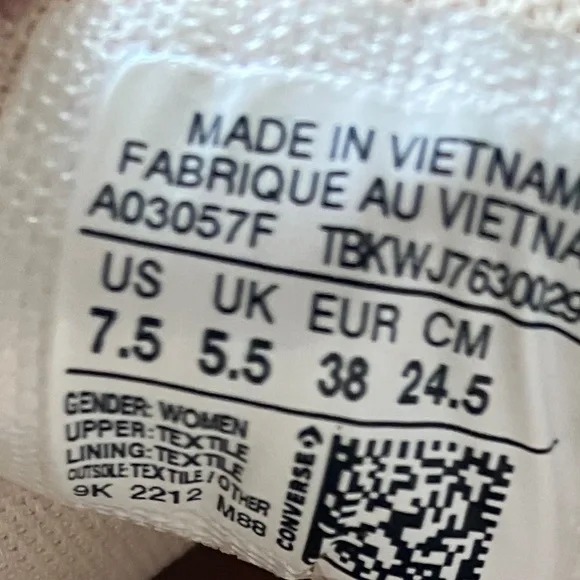 MADE IN VIETNAM
FABRIQUE AU VIETNA
A03057F TBKWJ7630029
US UK EUR CM
7.5 5.5 38 24.5
GENDER: WOMEN
UPPER: TEXTILE
LINING: TEXTILE
OUTSOLE: TEXTILE / OTHER
9K 2212 M88
CONVERSE